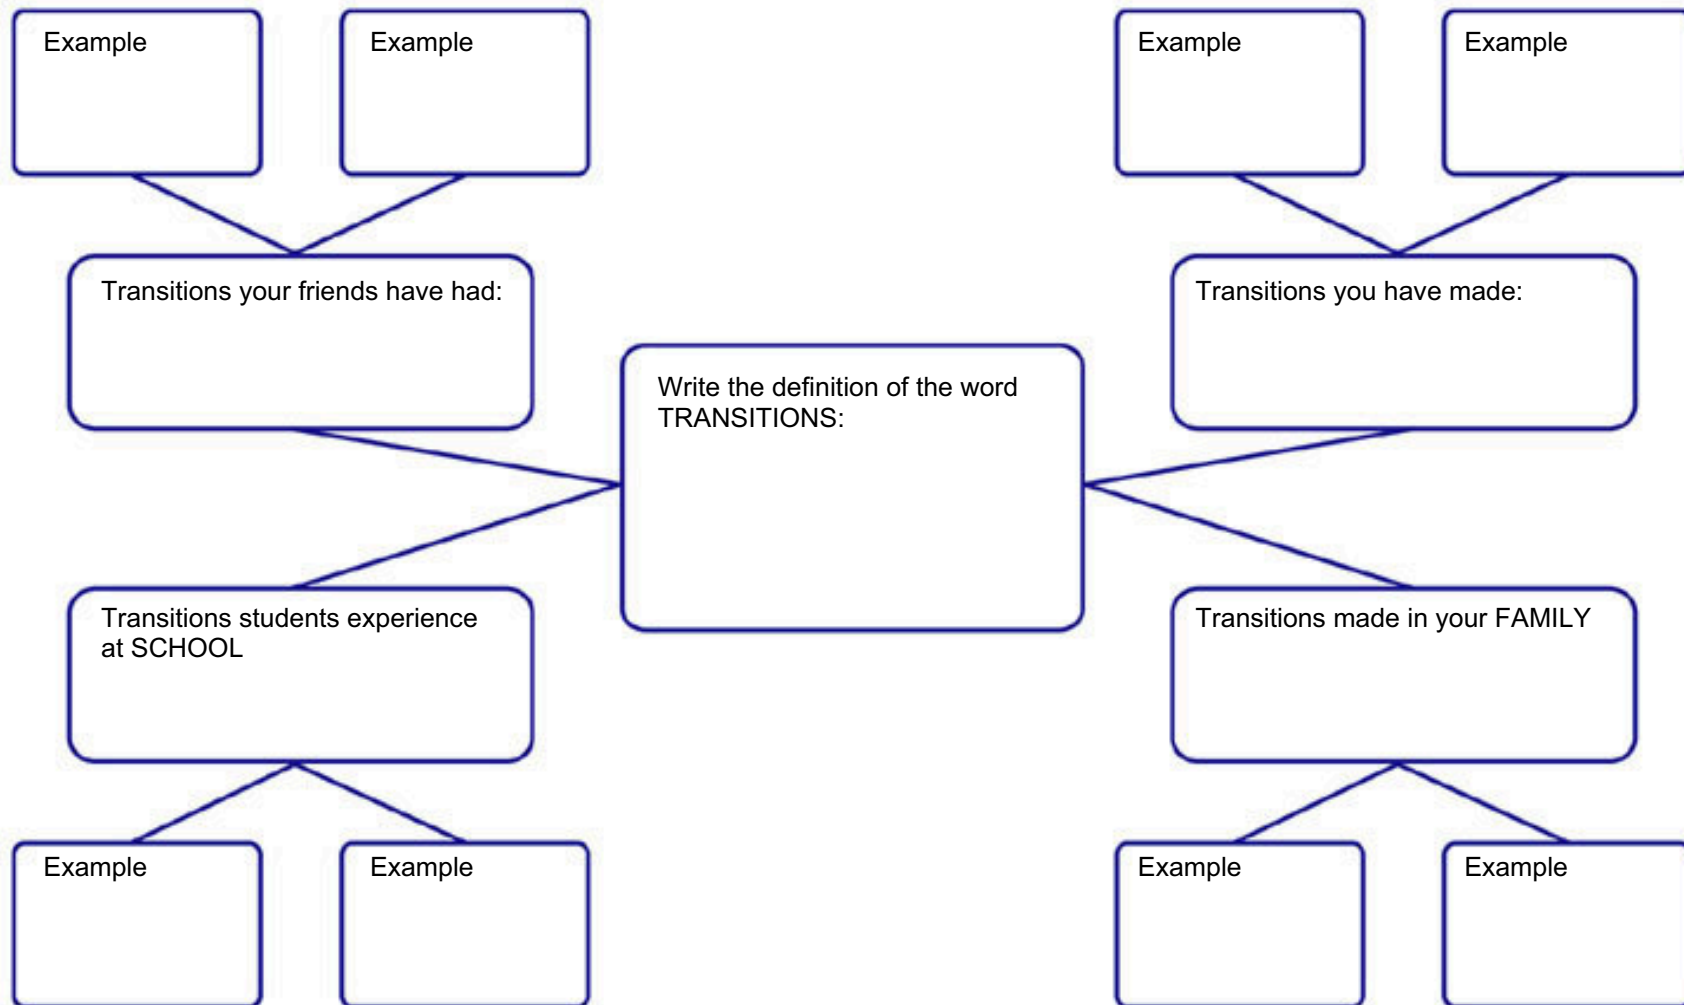 Example
Example
Example
Example
Transitions your friends have had:
Transitions you have made:
Write the definition of the word
TRANSITIONS:
Transitions students experience
at SCHOOL
Transitions made in your FAMILY
Example
Example
Example
Example